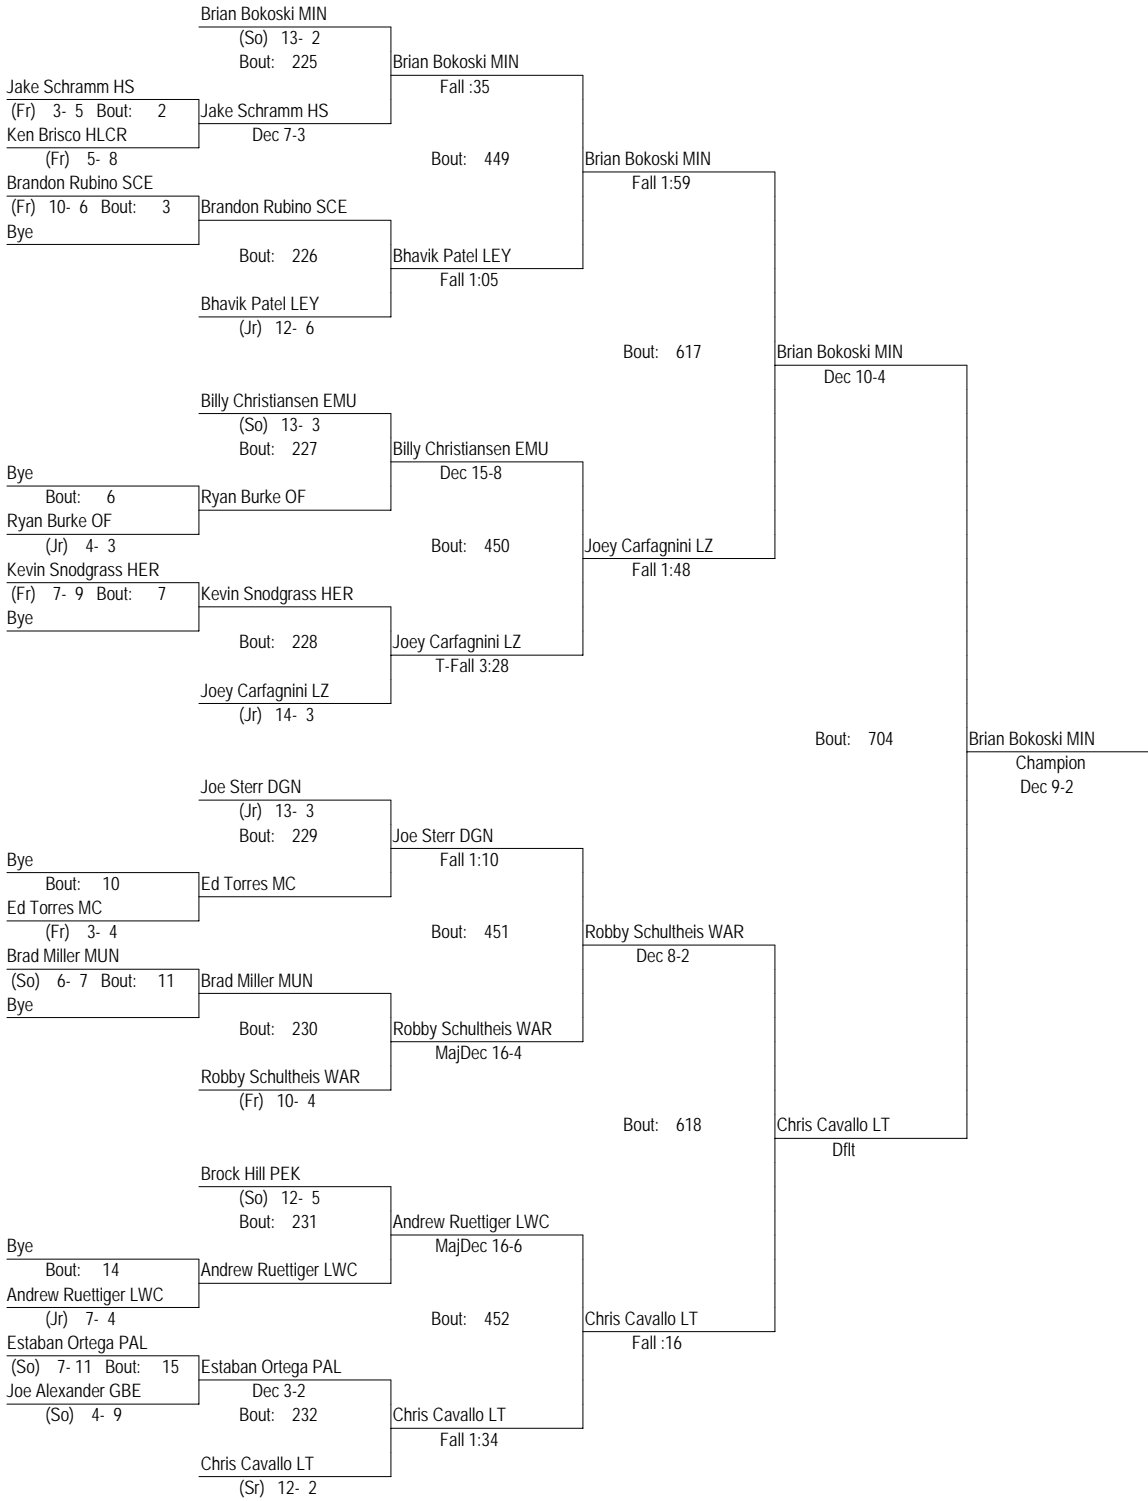 Brian Bokoski MIN
(So) 13- 2
Bout: 225
Brian Bokoski MIN
Fall :35
Jake Schramm HS
(Fr) 3- 5 Bout: 2
Jake Schramm HS
Ken Brisco HLCR
Dec 7-3
(Fr) 5- 8
Bout: 449
Brian Bokoski MIN
Brandon Rubino SCE
Fall 1:59
(Fr) 10- 6 Bout: 3
Brandon Rubino SCE
Bye
Bout: 226
Bhavik Patel LEY
Fall 1:05
Bhavik Patel LEY
(Jr) 12- 6
Bout: 617
Brian Bokoski MIN
Dec 10-4
Billy Christiansen EMU
(So) 13- 3
Bout: 227
Billy Christiansen EMU
Bye
Dec 15-8
Bout: 6
Ryan Burke OF
Ryan Burke OF
(Jr) 4- 3
Bout: 450
Joey Carfagnini LZ
Kevin Snodgrass HER
Fall 1:48
(Fr) 7- 9 Bout: 7
Kevin Snodgrass HER
Bye
Bout: 228
Joey Carfagnini LZ
T-Fall 3:28
Joey Carfagnini LZ
(Jr) 14- 3
Bout: 704
Brian Bokoski MIN
Champion
Dec 9-2
Joe Sterr DGN
(Jr) 13- 3
Bout: 229
Joe Sterr DGN
Bye
Fall 1:10
Bout: 10
Ed Torres MC
Ed Torres MC
(Fr) 3- 4
Bout: 451
Robby Schultheis WAR
Brad Miller MUN
Dec 8-2
(So) 6- 7 Bout: 11
Brad Miller MUN
Bye
Bout: 230
Robby Schultheis WAR
MajDec 16-4
Robby Schultheis WAR
(Fr) 10- 4
Bout: 618
Chris Cavallo LT
Dflt
Brock Hill PEK
(So) 12- 5
Bout: 231
Andrew Ruettiger LWC
Bye
MajDec 16-6
Bout: 14
Andrew Ruettiger LWC
Andrew Ruettiger LWC
(Jr) 7- 4
Bout: 452
Chris Cavallo LT
Estaban Ortega PAL
Fall :16
(So) 7- 11 Bout: 15
Estaban Ortega PAL
Joe Alexander GBE
Dec 3-2
(So) 4- 9
Bout: 232
Chris Cavallo LT
Fall 1:34
Chris Cavallo LT
(Sr) 12- 2